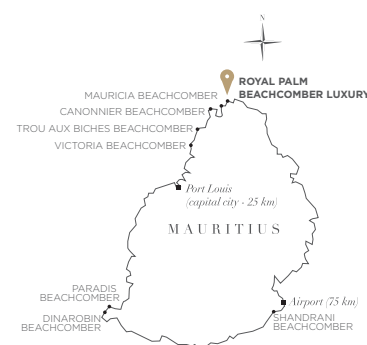 N
ROYAL PALM
BEACHCOMBER LUXURY
MAURICIA BEACHCOMBER
CANONNIER BEACHCOMBER
TROU AUX BICHES BEACHCOMBER
VICTORIA BEACHCOMBER
Port Louis
(capital city - 25 km)
MAURITIUS
PARADIS
BEACHCOMBER
DINAROBIN
BEACHCOMBER
Airport (75 km)
SHANDRANI
BEACHCOMBER